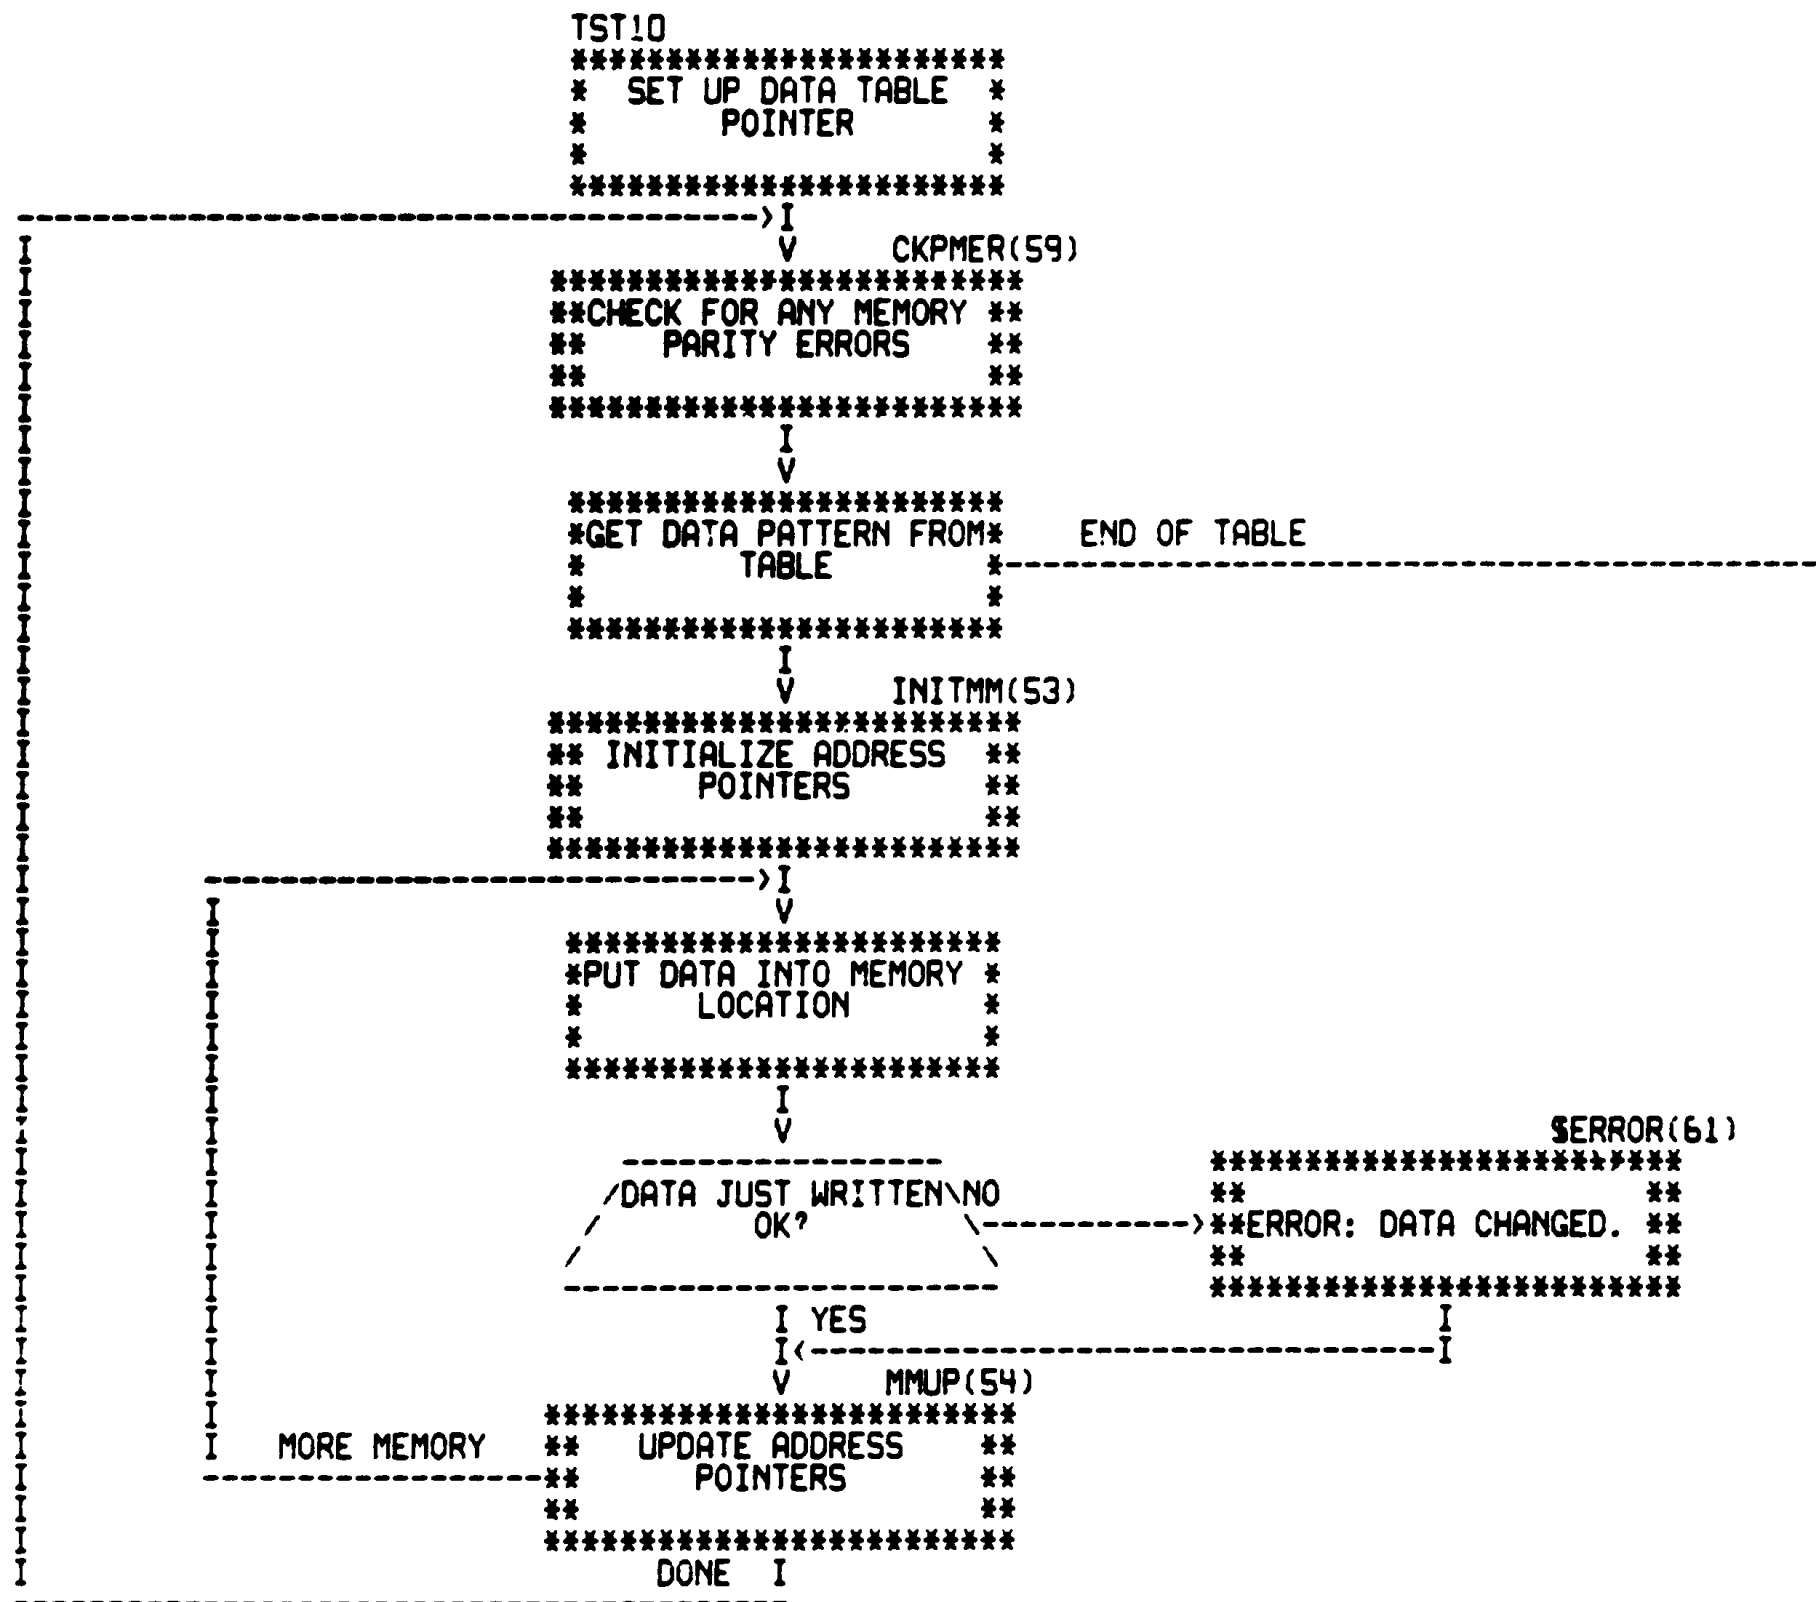 TST10
SET UP DATA TABLE
POINTER
CKPMER(59)
CHECK FOR ANY MEMORY
PARITY ERRORS
GET DATA PATTERN FROM
TABLE
END OF TABLE
INITMM(53)
INITIALIZE ADDRESS
POINTERS
PUT DATA INTO MEMORY
LOCATION
DATA JUST WRITTEN
OK?
NO
$ERROR(61)
ERROR: DATA CHANGED.
YES
MMUP(54)
MORE MEMORY
UPDATE ADDRESS
POINTERS
DONE